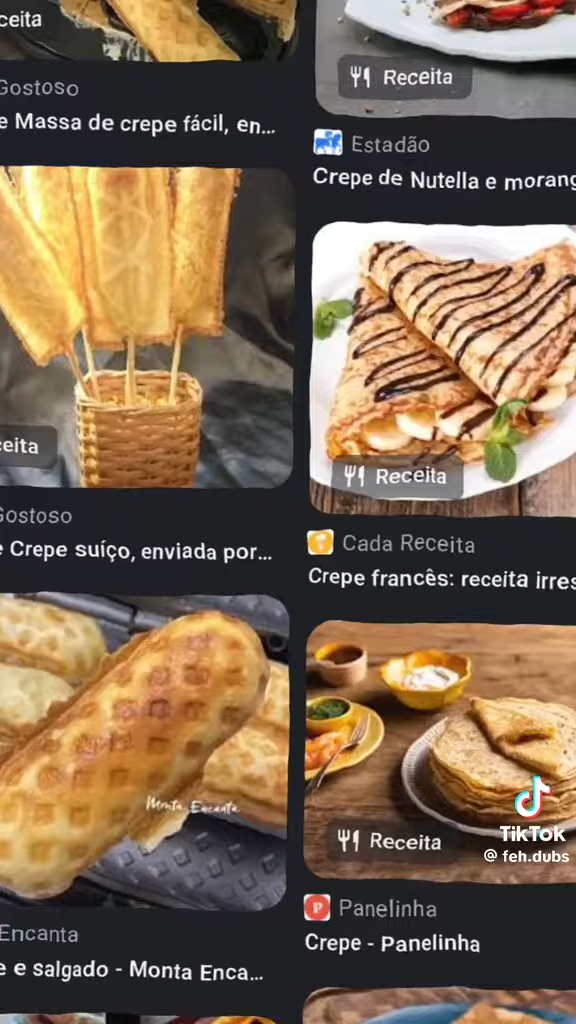 ceita
Gostoso
e Massa de crepe fácil, en...
Receita
Estadão
Crepe de Nutella e morang
ceita
Gostoso
e Crepe suíço, enviada por...
Receita
Cada Receita
Crepe francês: receita irres
Monta Encanta
Encanta
e e salgado - Monta Enca...
Receita
P
Panelinha
Crepe - Panelinha
TikTok
@ feh.dubs